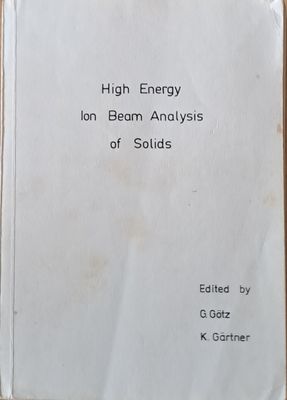 High Energy
Ion Beam Analysis
of Solids
Edited by
G. Götz
K. Gärtner